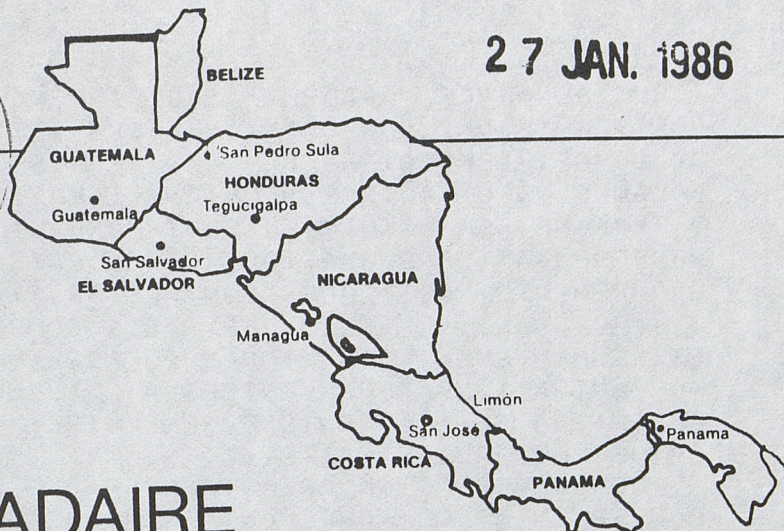 27 JAN. 1986
BELIZE
GUATEMALA
San Pedro Sula
HONDURAS
Guatemala
Tegucigalpa
San Salvador
EL SALVADOR
NICARAGUA
Managua
Limón
San José
Panama
COSTA RICA
PANAMA
ADAIRE